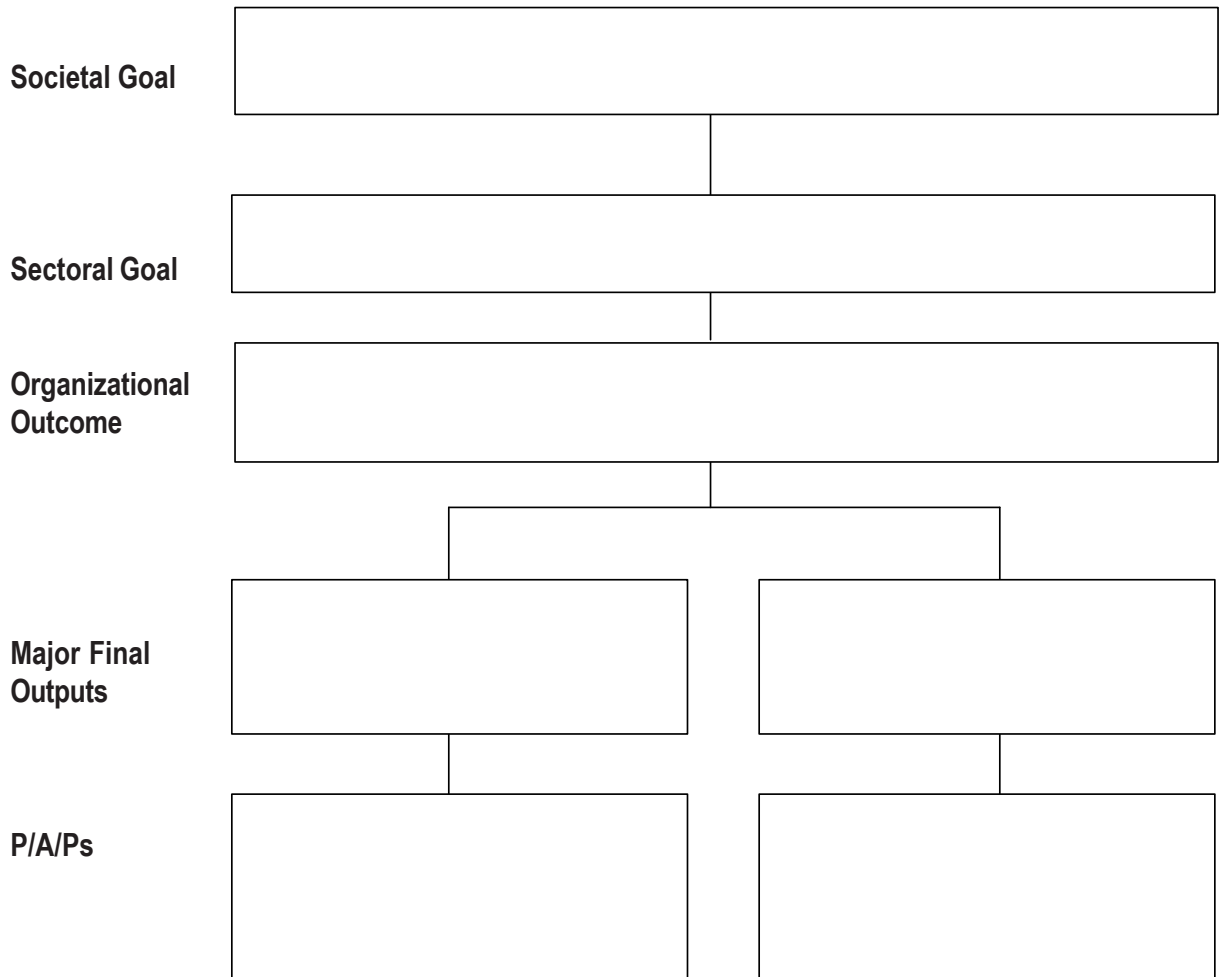 Societal Goal
Sectoral Goal
Organizational
Outcome
Major Final
Outputs
P/A/Ps